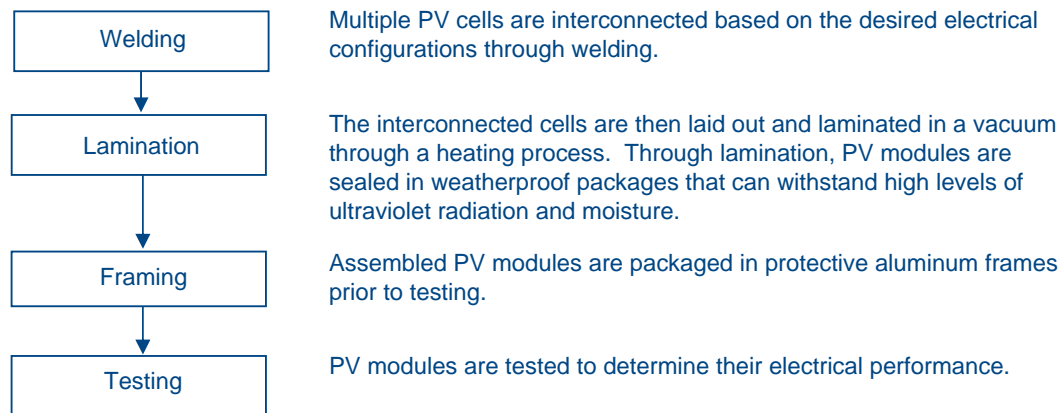 Welding
Multiple PV cells are interconnected based on the desired electrical
configurations through welding.
Lamination
The interconnected cells are then laid out and laminated in a vacuum
through a heating process. Through lamination, PV modules are
sealed in weatherproof packages that can withstand high levels of
ultraviolet radiation and moisture.
Framing
Assembled PV modules are packaged in protective aluminum frames
prior to testing.
Testing
PV modules are tested to determine their electrical performance.